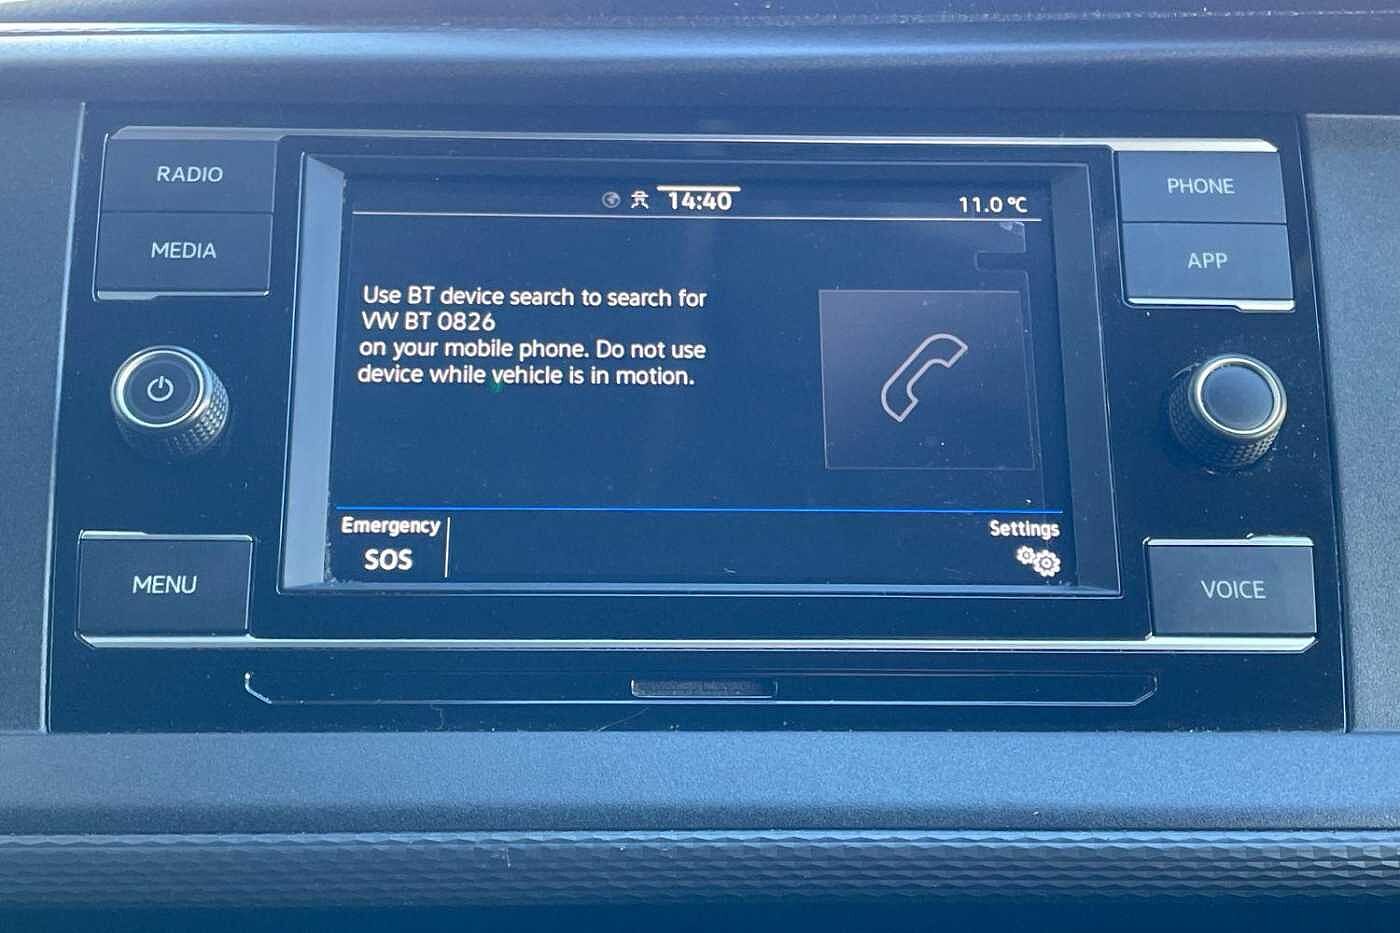 RADIO
MEDIA
MENU
14:40
11.0 °C
Use BT device search to search for
VW BT 0826
on your mobile phone. Do not use
device while vehicle is in motion.
Emergency
SOS
Settings
PHONE
APP
VOICE